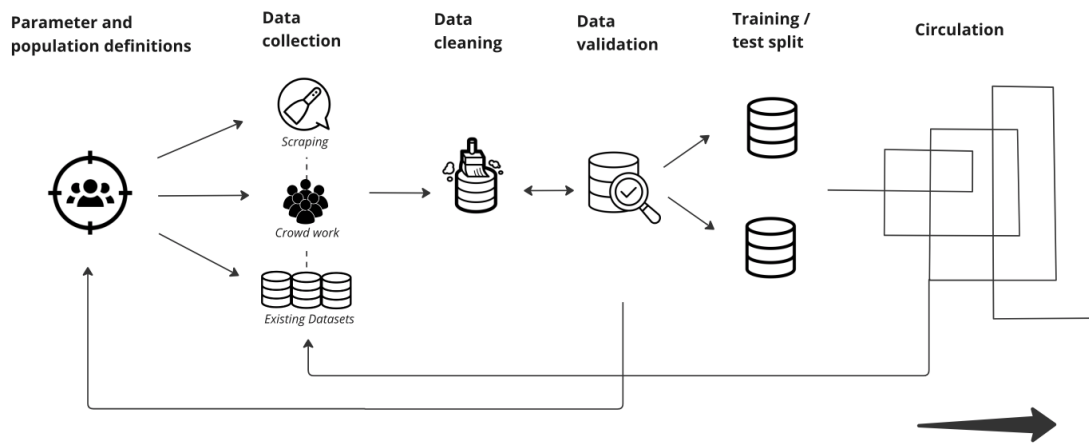 Parameter and
population definitions
Data
collection
Data
cleaning
Data
validation
Training /
test split
Circulation
Scraping
Crowd work
Existing Datasets